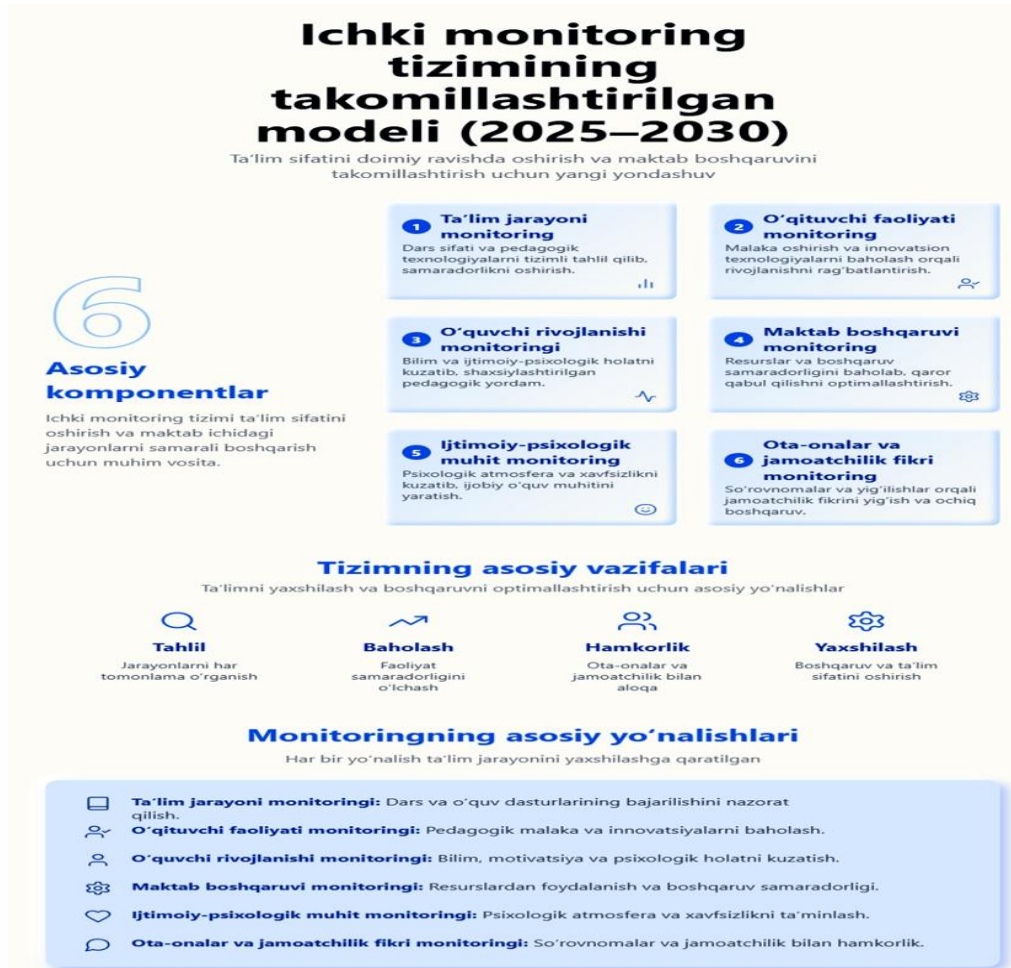 Ichki monitoring
tizimining
takomillashtirilgan
modeli (2025–2030)
Ta'lim sifatini doimiy ravishda oshirish va maktab boshqaruvini
takomillashtirish uchun yangi yondashuv
6
Asosiy
komponentlar
Ichki monitoring tizimi ta'lim sifatini
oshirish va maktab ichidagi
jarayonlarni samarali boshqarish
uchun muhim vosita.
1
Ta'lim jarayoni
monitoring
Dars sifati va pedagogik
texnologiyalarni tizimli tahlil qilib,
samaradorlikni oshirish.
2
O'qituvchi faoliyati
monitoring
Malaka oshirish va innovatsion
texnologiyalarni baholash orqali
rivojlanishni rag'batlantirish.
3
O'quvchi rivojlanishi
monitoringi
Bilim va ijtimoiy-psixologik holatni
kuzatib, shaxsiylashtirilgan
pedagogik yordam.
4
Maktab boshqaruvi
monitoring
Resurslar va boshqaruv
samaradorligini baholab, qaror
qabul qilishni optimallashtirish.
5
Ijtimoiy-psixologik
muhit monitoring
Psixologik atmosfera va xavfsizlikni
kuzatib, ijobiy o'quv muhitini
yaratish.
6
Ota-onalar va
jamoatchilik fikri
monitoring
So'rovnomalar va yig'ilishlar orqali
jamoatchilik fikrini yig'ish va ochiq
boshqaruv.
Tizimning asosiy vazifalari
Ta'limni yaxshilash va boshqaruvni optimallashtirish uchun asosiy yo'nalishlar
Tahlil
Jarayonlarni har
tomonlama o'rganish
Baholash
Faoliyat
samaradorligini
o'lchash
Hamkorlik
Ota-onalar va
jamoatchilik bilan
aloqa
Yaxshilash
Boshqaruv va ta'lim
sifatini oshirish
Monitoringning asosiy yo'nalishlari
Har bir yo'nalish ta'lim jarayonini yaxshilashga qaratilgan
Ta'lim jarayoni monitoringi: Dars va o'quv dasturlarining bajarilishini nazorat
qilish.
O'qituvchi faoliyati monitoringi: Pedagogik malaka va innovatsiyalarni baholash.
O'quvchi rivojlanishi monitoringi: Bilim, motivatsiya va psixologik holatni kuzatish.
Maktab boshqaruvi monitoringi: Resurslardan foydalanish va boshqaruv samaradorligi.
Ijtimoiy-psixologik muhit monitoringi: Psixologik atmosfera va xavfsizlikni ta'minlash.
Ota-onalar va jamoatchilik fikri monitoringi: So'rovnomalar va jamoatchilik bilan hamkorlik.